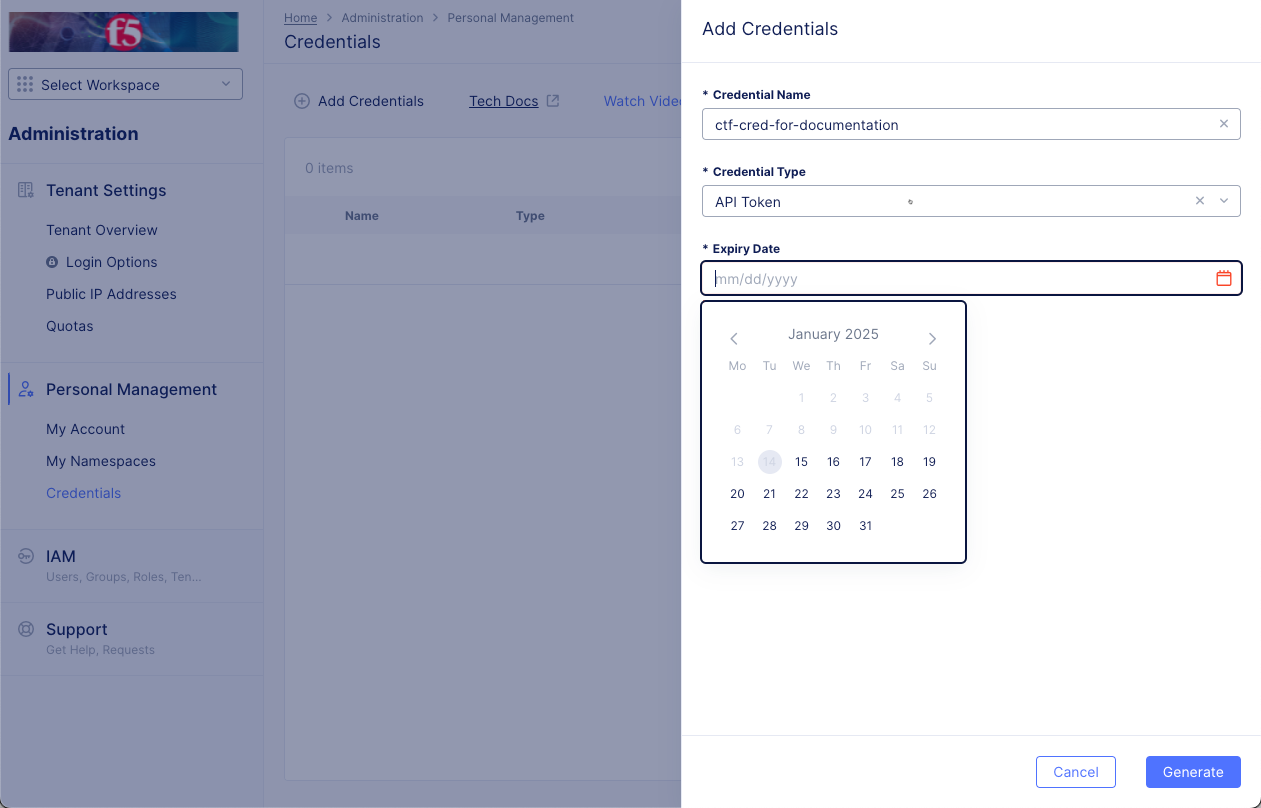 f5
Select Workspace
Administration
Tenant Settings
Tenant Overview
Login Options
Public IP Addresses
Quotas
Personal Management
My Account
My Namespaces
Credentials
IAM
Users, Groups, Roles, Ten...
Support
Get Help, Requests
Home > Administration > Personal Management
Credentials
Add Credentials Tech Docs
0 items
Name Type
Add Credentials
* Credential Name
ctf-cred-for-documentation
* Credential Type
API Token
* Expiry Date
mm/dd/yyyy
January 2025
Mo Tu We Th Fr Sa Su
1 2 3 4 5
6 7 8 9 10 11 12
13 14 15 16 17 18 19
20 21 22 23 24 25 26
27 28 29 30 31
Cancel Generate